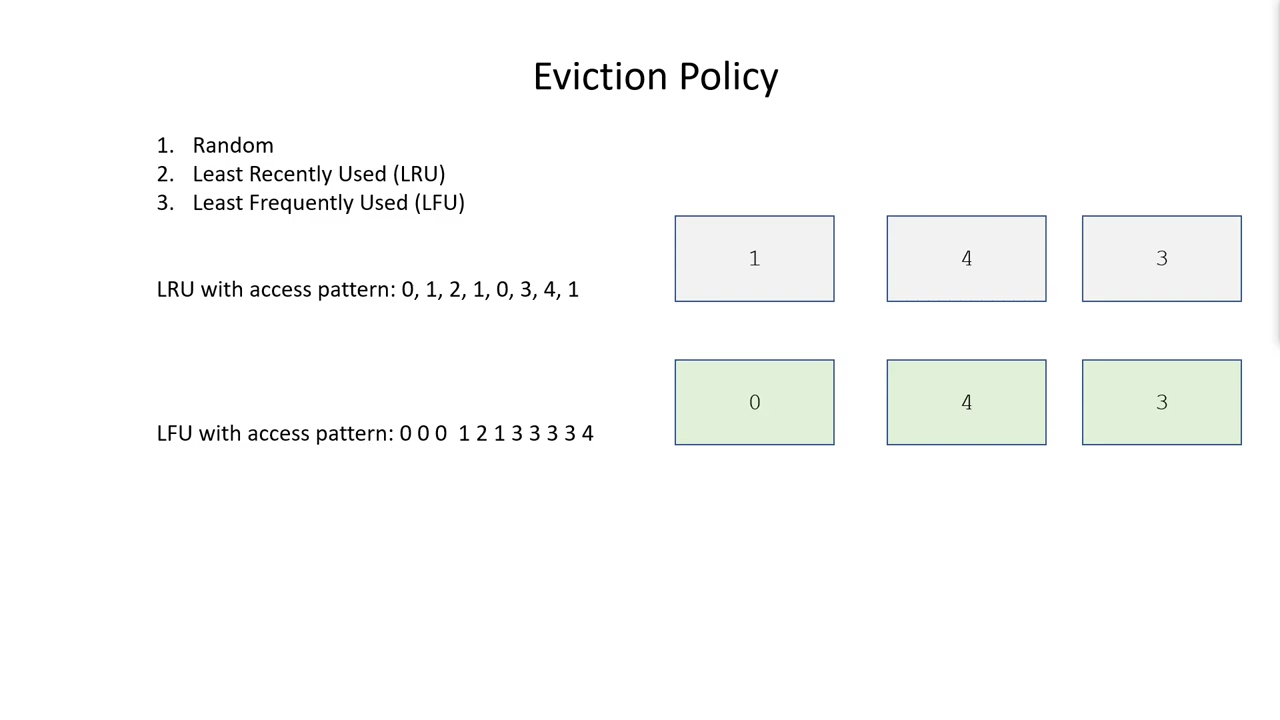 Eviction Policy
1. Random
2. Least Recently Used (LRU)
3. Least Frequently Used (LFU)
1 4 3
LRU with access pattern: 0, 1, 2, 1, 0, 3, 4, 1
0 4 3
LFU with access pattern: 0 0 0  1 2 1 3 3 3 3 3 4